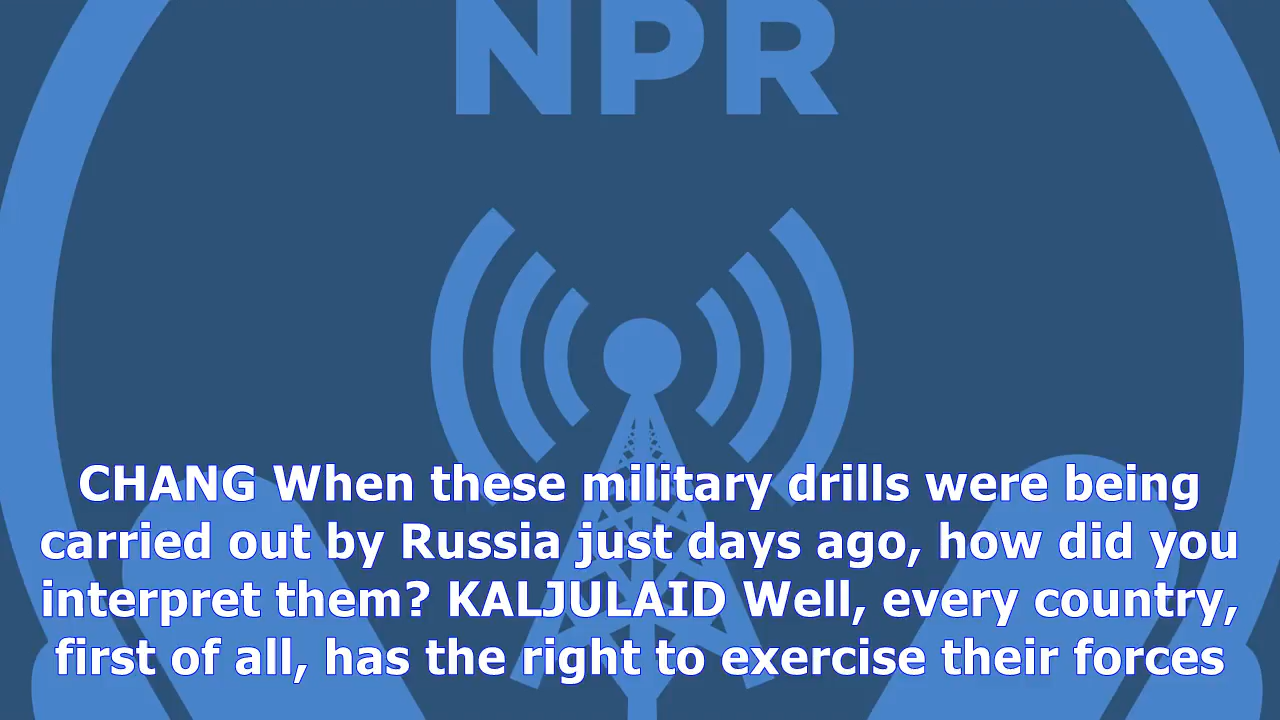 NPR
CHANG When these military drills were being
carried out by Russia just days ago, how did you
interpret them? KALJULAID Well, every country,
first of all, has the right to exercise their forces